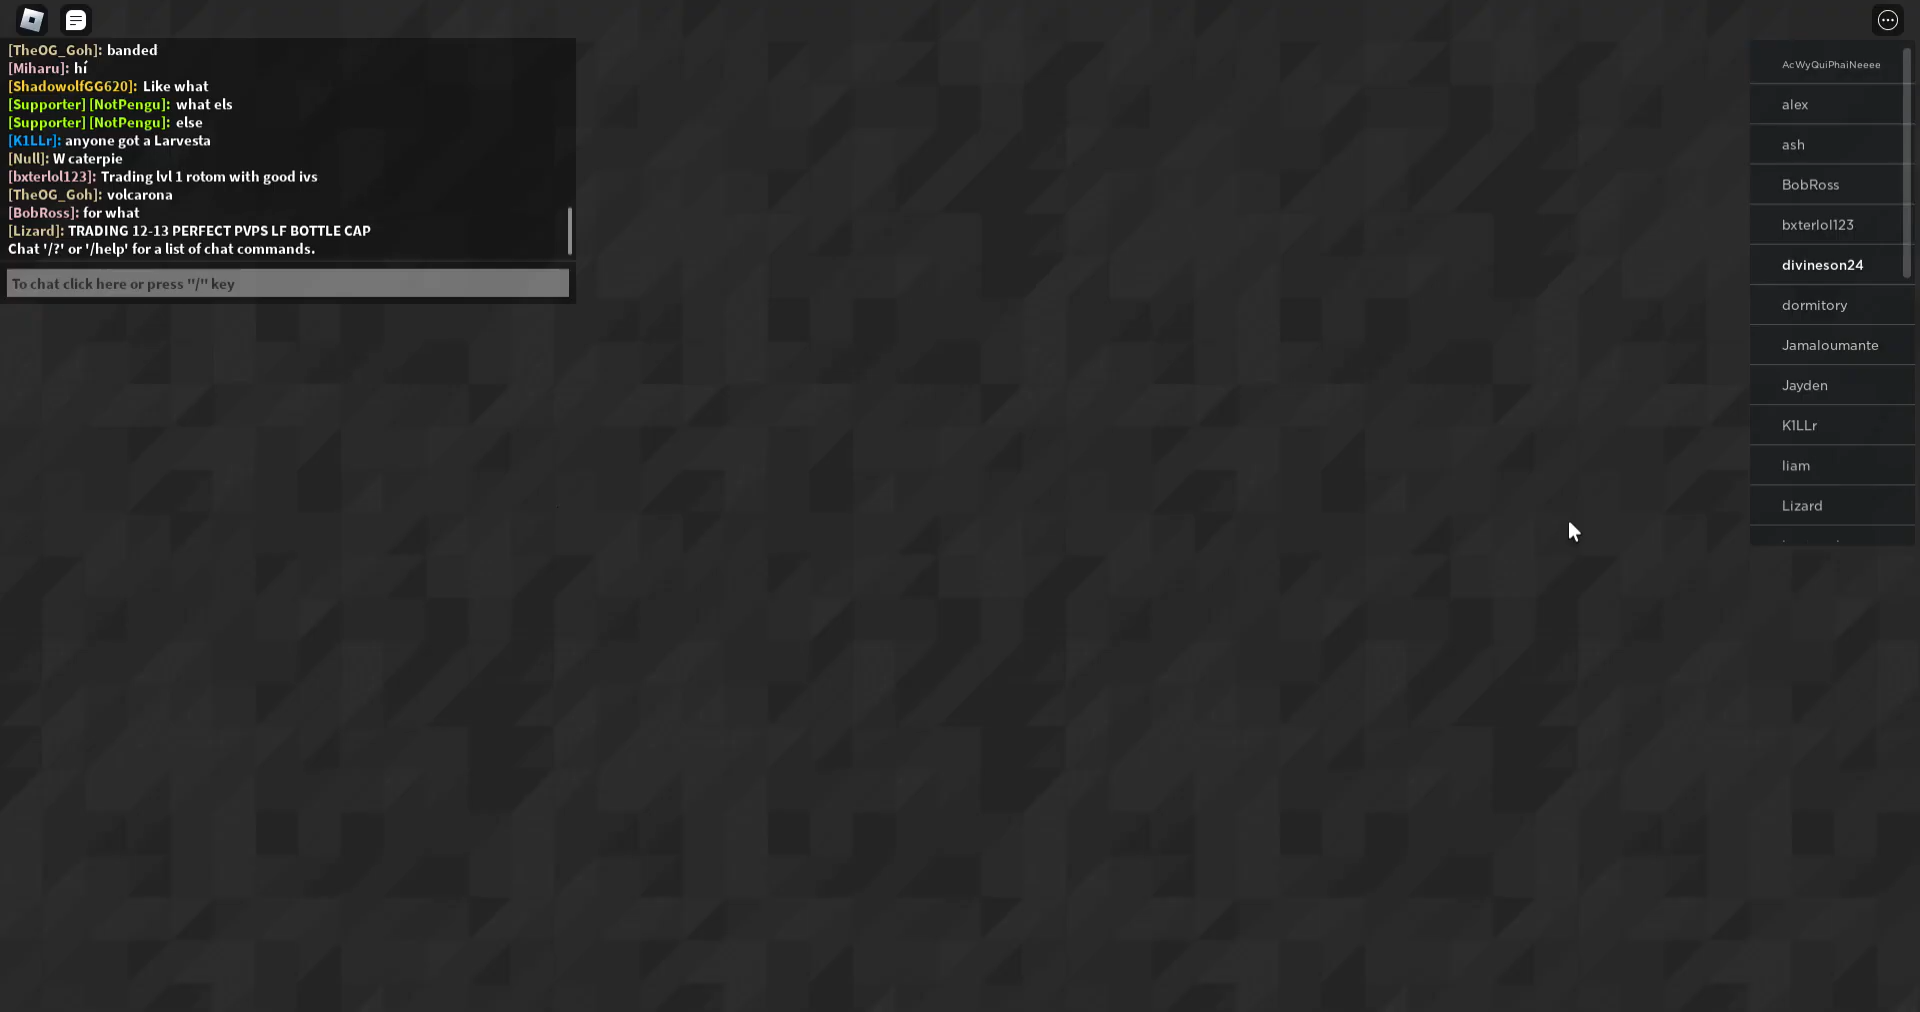 [TheOG_Goh]: banded
[Miharu]: hí
[ShadowolfGG620]: Like what
[Supporter] [NotPengu]: what els
[Supporter] [NotPengu]: else
[K1LLr]: anyone got a Larvesta
[Null]: W caterpie
[bxterlol123]: Trading lvl 1 rotom with good ivs
[TheOG_Goh]: volcarona
[BobRoss]: for what
[Lizard]: TRADING 12-13 PERFECT PVPS LF BOTTLE CAP
Chat '/?' or '/help' for a list of chat commands.
To chat click here or press "/" key
AcWyQuiPhaiNeeee
alex
ash
BobRoss
bxterlol123
divineson24
dormitory
Jamaloumante
Jayden
K1LLr
liam
Lizard